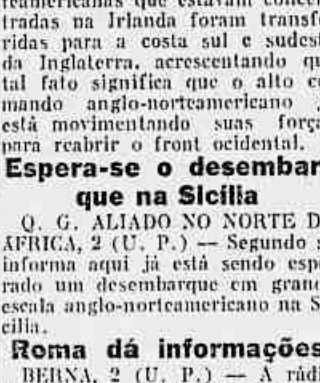 teamericanas que estavam concen
tradas na Irlanda foram transfe
ridas para a costa sul e sudest
da Inglaterra, acrescentando qu
tal fato significa que o alto c
mando anglo-norteamericano
está movimentando suas força
para reabrir o front ocidental.
Espera-se o desembar
que na Sicilia
Q. G. ALIADO NO NORTE D
AFRICA, 2 (U. P.) — Segundo s
informa aqui já está sendo espe
rado um desembarque em grand
escala anglo-norteamericano na S
cilia.
Roma dá informações
BERNA, 2 (U. P.) — A rádi